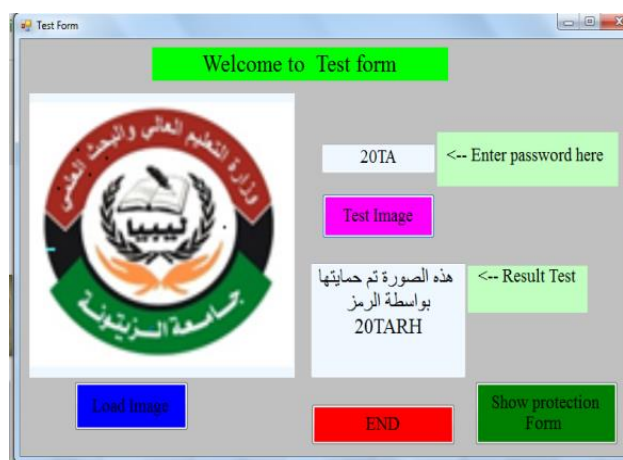 Test Form
Welcome to Test form
وزارة التعليم العالي والبحث العلمي
ليبيا
جامعة الزيتونة
20TA
<-- Enter password here
Test Image
هذه الصورة تم حمايتها
بواسطة الرمز
20TARH
<-- Result Test
Load Image
END
Show protection
Form